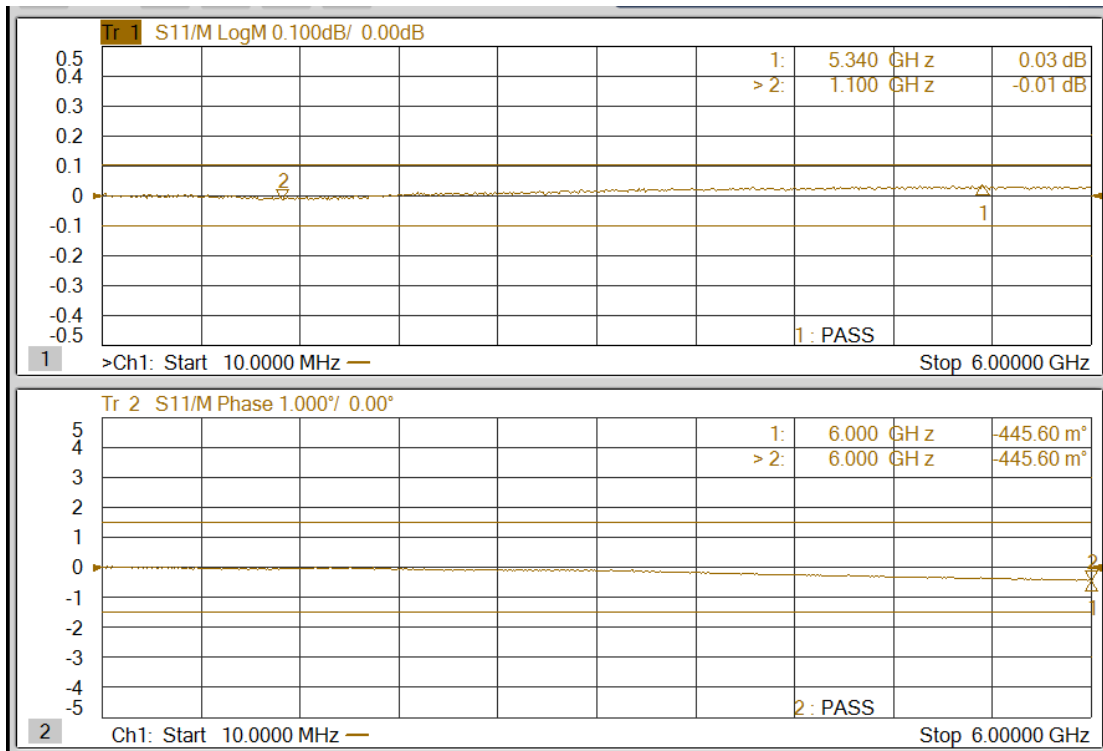 Tr 1 S11/M LogM 0.100dB/ 0.00dB
0.5
0.4
0.3
0.2
0.1
0
-0.1
-0.2
-0.3
-0.4
-0.5
1: 5.340 GH z 0.03 dB
> 2: 1.100 GH z -0.01 dB
2
1
1 : PASS
1 >Ch1: Start 10.0000 MHz Stop 6.00000 GHz
Tr 2 S11/M Phase 1.000°/ 0.00°
5
4
3
2
1
0
-1
-2
-3
-4
-5
1: 6.000 GH z -445.60 m°
> 2: 6.000 GH z -445.60 m°
2
1
2 : PASS
2 Ch1: Start 10.0000 MHz Stop 6.00000 GHz